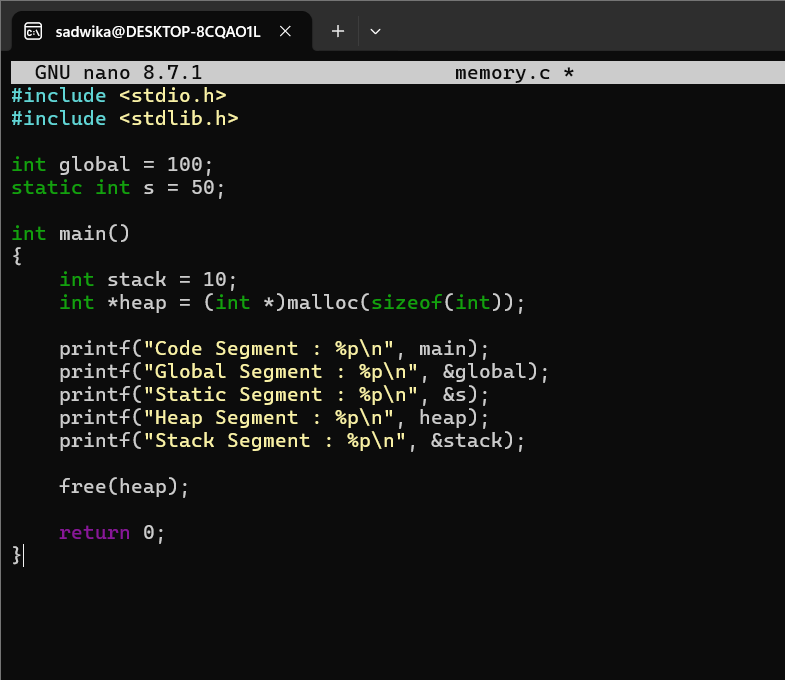 sadwika@DESKTOP-8CQAO1L
GNU nano 8.7.1 memory.c *
#include <stdio.h>
#include <stdlib.h>

int global = 100;
static int s = 50;

int main()
{
    int stack = 10;
    int *heap = (int *)malloc(sizeof(int));

    printf("Code Segment : %p\n", main);
    printf("Global Segment : %p\n", &global);
    printf("Static Segment : %p\n", &s);
    printf("Heap Segment : %p\n", heap);
    printf("Stack Segment : %p\n", &stack);

    free(heap);

    return 0;
}